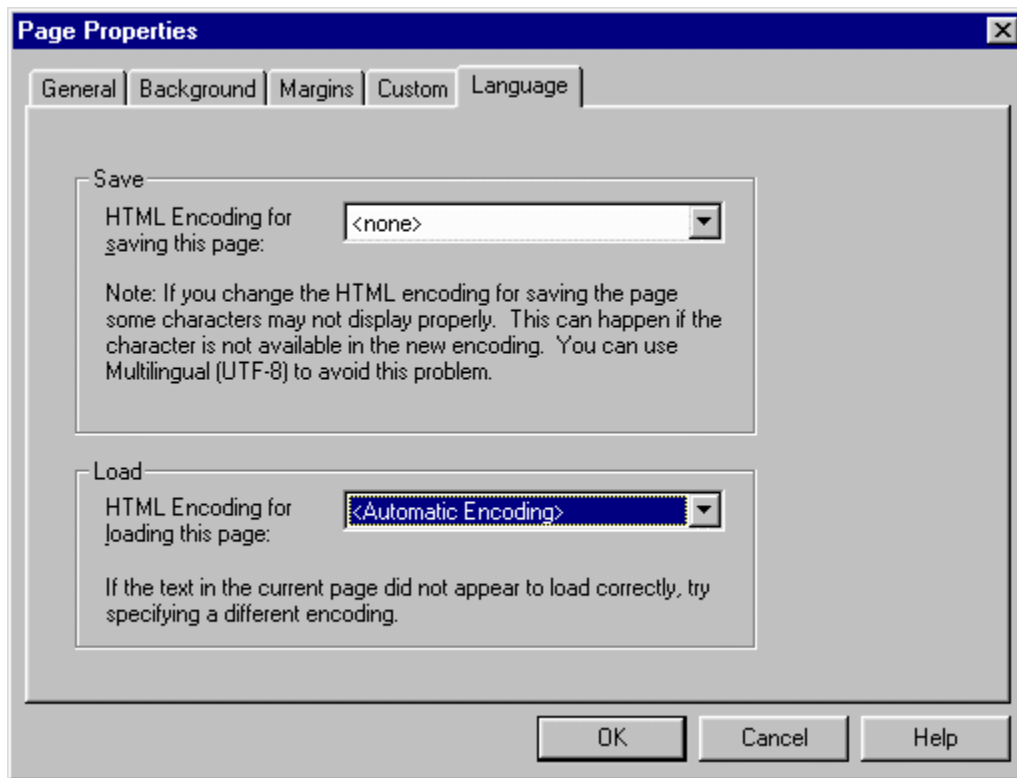 Page Properties
General Background Margins Custom Language
Save
HTML Encoding for
saving this page:
<none>
Note: If you change the HTML encoding for saving the page
some characters may not display properly.  This can happen if the
character is not available in the new encoding.  You can use
Multilingual (UTF-8) to avoid this problem.
Load
HTML Encoding for
loading this page:
<Automatic Encoding>
If the text in the current page did not appear to load correctly, try
specifying a different encoding.
OK Cancel Help